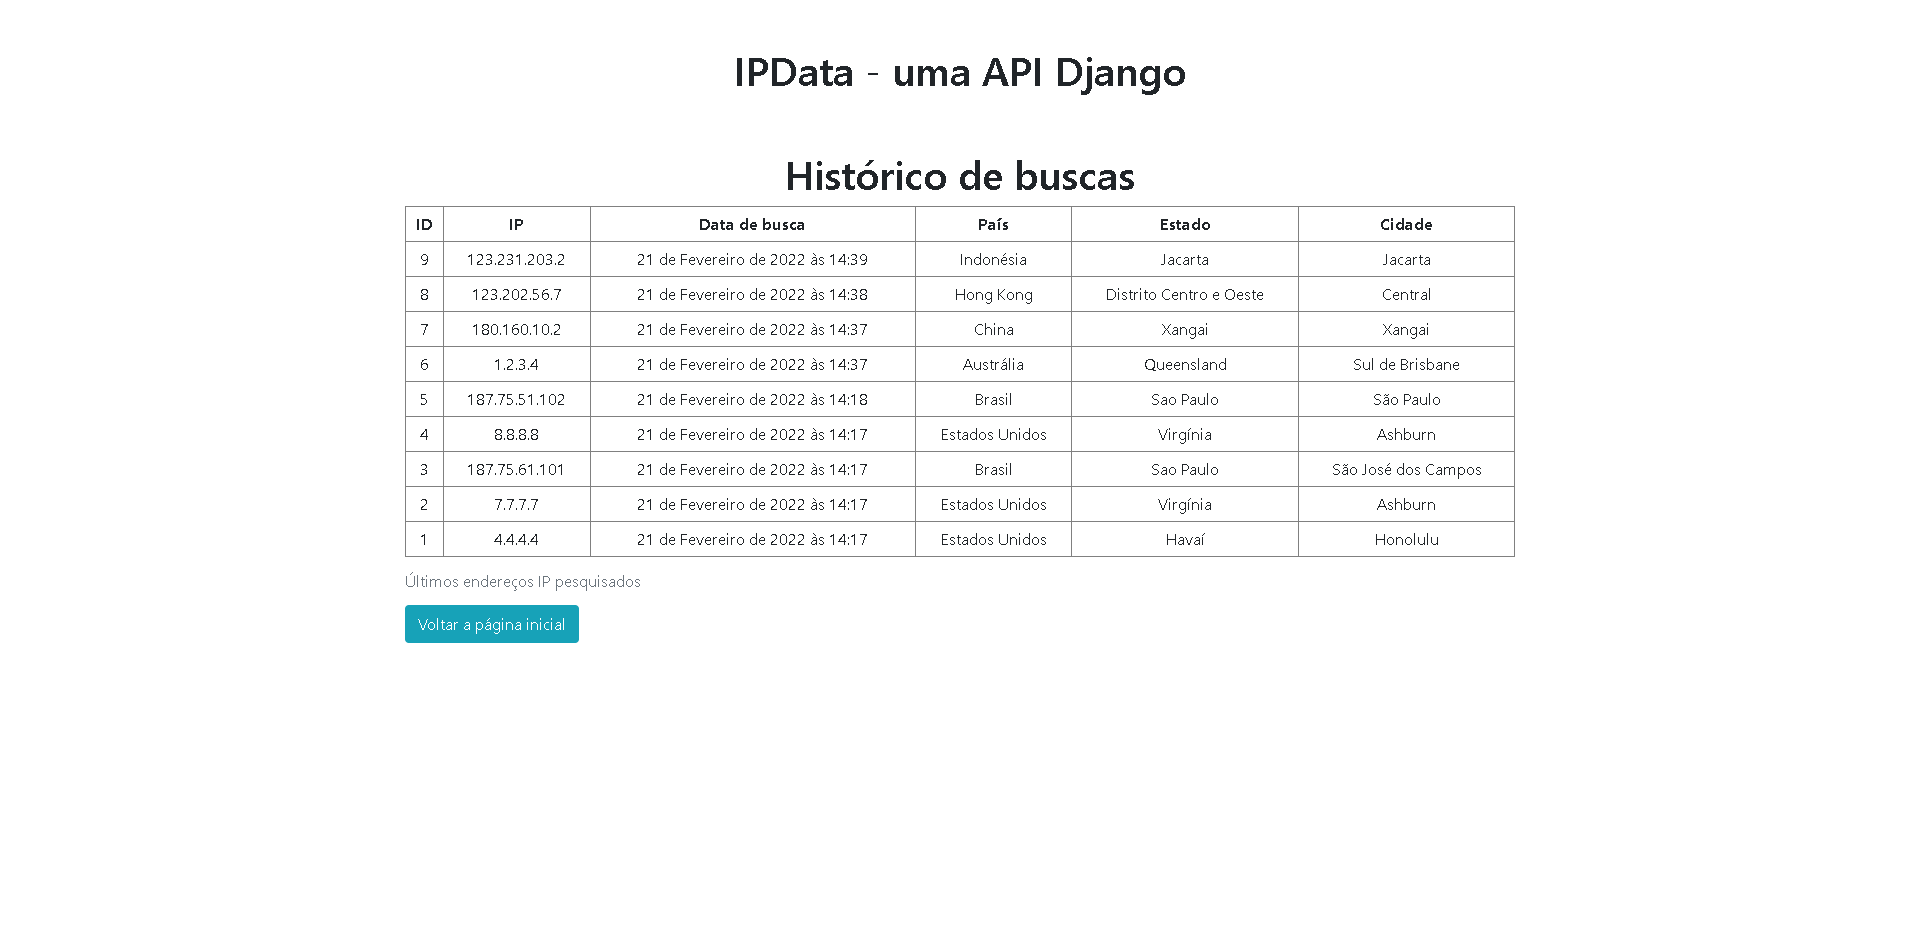 IPData - uma API Django
Histórico de buscas
ID IP Data de busca País Estado Cidade
9 123.231.203.2 21 de Fevereiro de 2022 às 14:39 Indonésia Jacarta Jacarta
8 123.202.56.7 21 de Fevereiro de 2022 às 14:38 Hong Kong Distrito Centro e Oeste Central
7 180.160.10.2 21 de Fevereiro de 2022 às 14:37 China Xangai Xangai
6 1.2.3.4 21 de Fevereiro de 2022 às 14:37 Austrália Queensland Sul de Brisbane
5 187.75.51.102 21 de Fevereiro de 2022 às 14:18 Brasil Sao Paulo São Paulo
4 8.8.8.8 21 de Fevereiro de 2022 às 14:17 Estados Unidos Virgínia Ashburn
3 187.75.61.101 21 de Fevereiro de 2022 às 14:17 Brasil Sao Paulo São José dos Campos
2 7.7.7.7 21 de Fevereiro de 2022 às 14:17 Estados Unidos Virgínia Ashburn
1 4.4.4.4 21 de Fevereiro de 2022 às 14:17 Estados Unidos Havaí Honolulu
Últimos endereços IP pesquisados
Voltar a página inicial